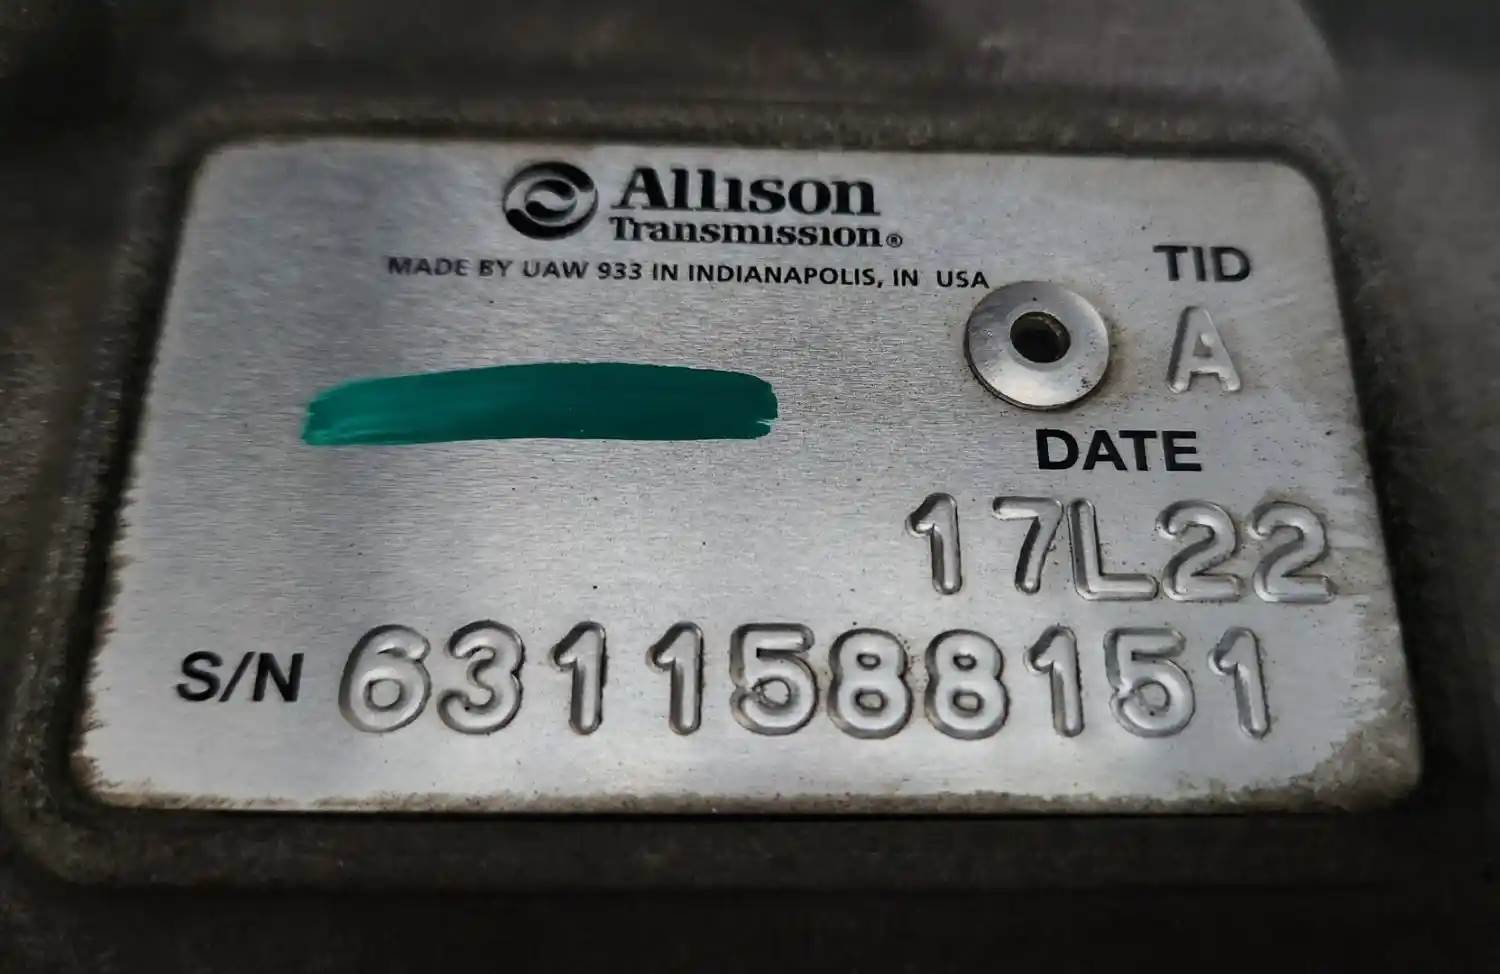 Allison
Transmission®
MADE BY UAW 933 IN INDIANAPOLIS, IN USA
TID
A
DATE
17L22
S/N 6311588151